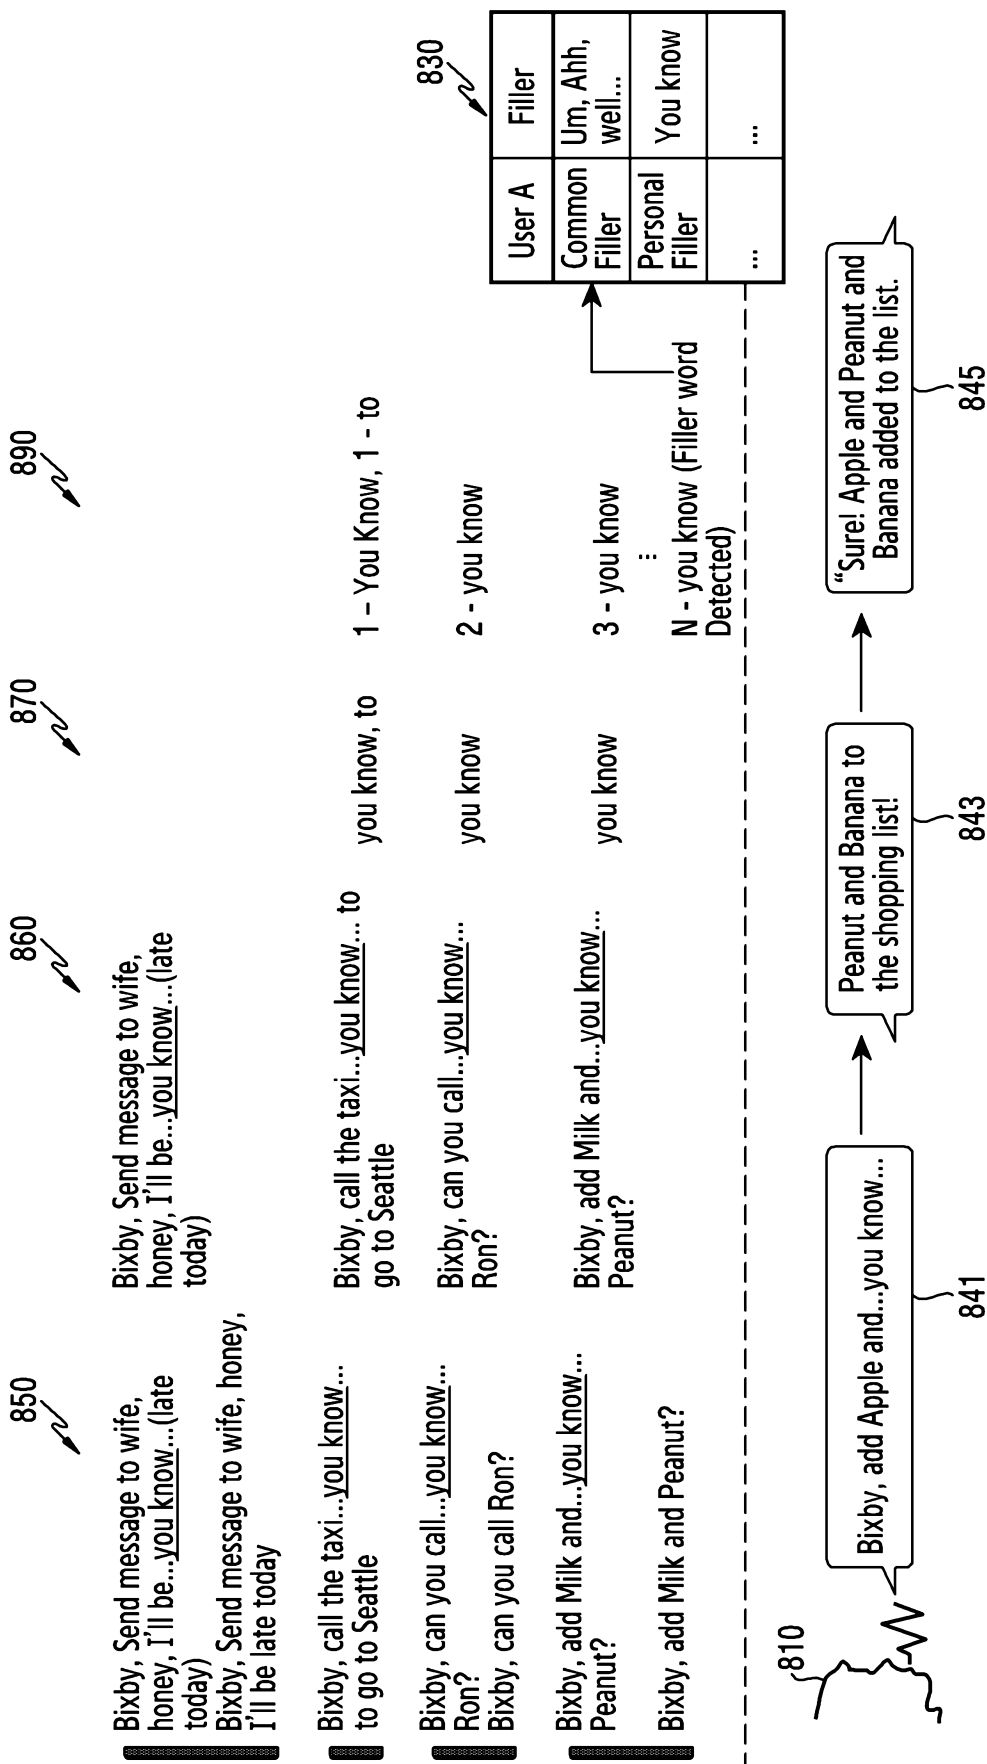 850
Bixby, Send message to wife,
honey, I'll be...you know...(late
today)
Bixby, Send message to wife, honey,
I'll be late today
Bixby, call the taxi...you know...
to go to Seattle
Bixby, can you call...you know...
Ron?
Bixby, can you call Ron?
Bixby, add Milk and...you know...
Peanut?
Bixby, add Milk and Peanut?
860
Bixby, Send message to wife,
honey, I'll be...you know...(late
today)
Bixby, call the taxi...you know... to
go to Seattle
Bixby, can you call...you know...
Ron?
Bixby, add Milk and...you know...
Peanut?
870
you know, to
you know
you know
890
1 – You Know, 1 - to
2 - you know
3 - you know
...
N - you know (Filler word
Detected)
830
User A Filler
Common Filler Um, Ahh, well...
Personal Filler You know
... ...
810
Bixby, add Apple and...you know...
841
Peanut and Banana to
the shopping list!
843
“Sure! Apple and Peanut and
Banana added to the list.
845